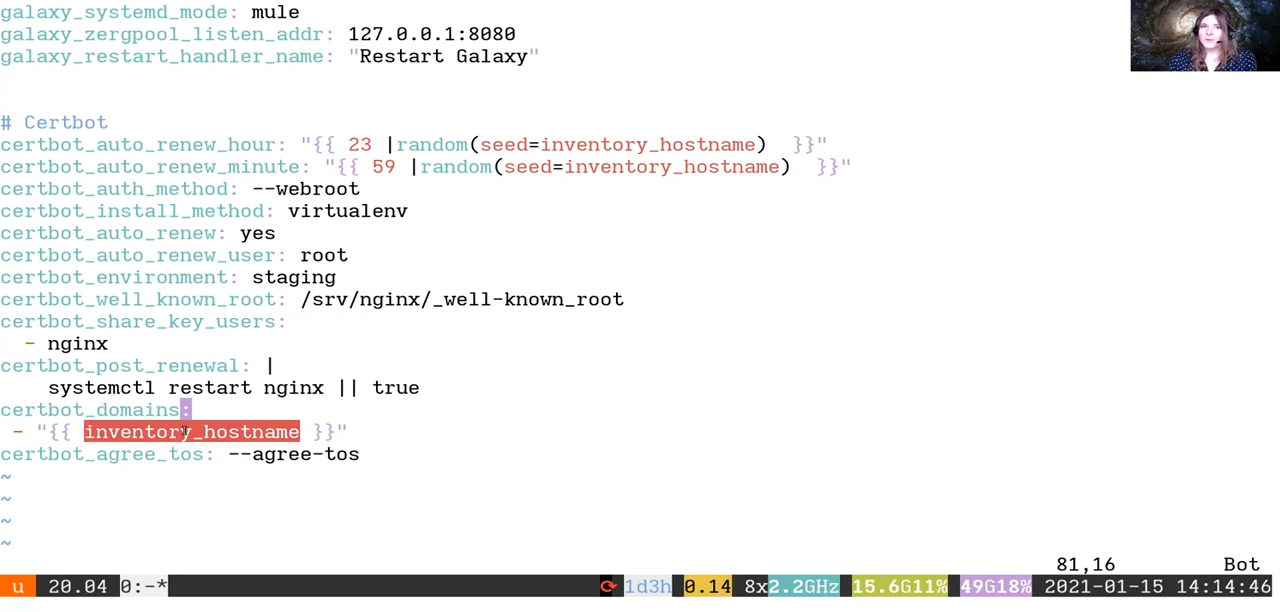 galaxy_systemd_mode: mule
galaxy_zergpool_listen_addr: 127.0.0.1:8080
galaxy_restart_handler_name: "Restart Galaxy"
# Certbot
certbot_auto_renew_hour: "{{ 23 |random(seed=inventory_hostname)  }}"
certbot_auto_renew_minute: "{{ 59 |random(seed=inventory_hostname)  }}"
certbot_auth_method: --webroot
certbot_install_method: virtualenv
certbot_auto_renew: yes
certbot_auto_renew_user: root
certbot_environment: staging
certbot_well_known_root: /srv/nginx/_well-known_root
certbot_share_key_users:
  - nginx
certbot_post_renewal: |
    systemctl restart nginx || true
certbot_domains:
 - "{{ inventory_hostname }}"
certbot_agree_tos: --agree-tos
~
~
~
~
81,16 Bot
u 20.04 0:-* 1d3h 0.14 8x2.2GHz 15.6G11% 49G18% 2021-01-15 14:14:46